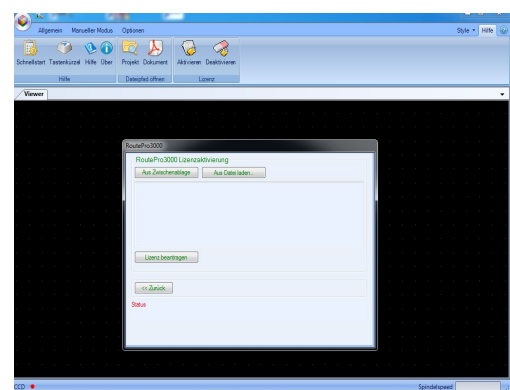 Allgemein Manueller Modus Optionen Style Hilfe
Schnellstart Tastenkürzel Hilfe Über Projekt Dokument Aktivieren Deaktivieren
Hilfe Dateipfad öffnen Lizenz
Viewer
RoutePro3000
RoutePro3000 Lizenzaktivierung
Aus Zwischenablage Aus Datei laden...
Lizenz beantragen
<< Zurück
Status
CCD Spindelspeed